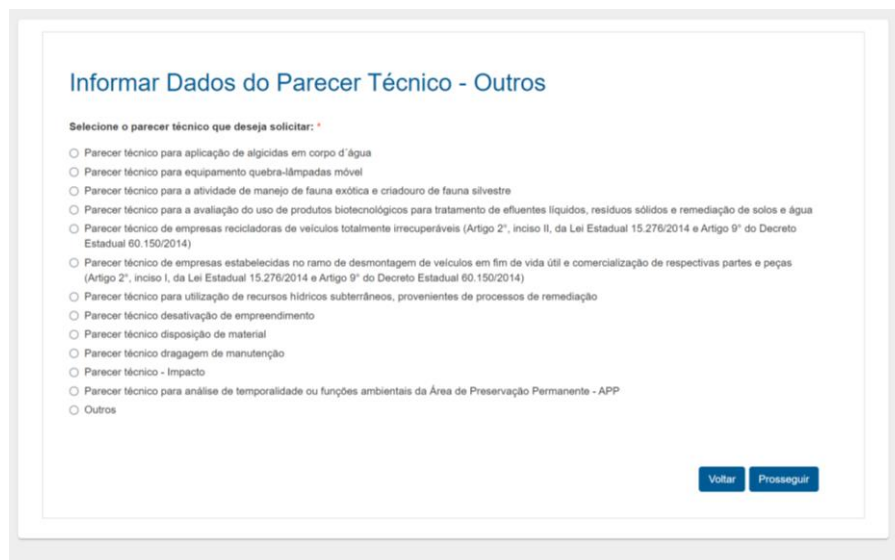 Informar Dados do Parecer Técnico - Outros
Selecione o parecer técnico que deseja solicitar: *
Parecer técnico para aplicação de algicidas em corpo d´água
Parecer técnico para equipamento quebra-lâmpadas móvel
Parecer técnico para a atividade de manejo de fauna exótica e criadouro de fauna silvestre
Parecer técnico para a avaliação do uso de produtos biotecnológicos para tratamento de efluentes líquidos, resíduos sólidos e remediação de solos e água
Parecer técnico de empresas recicladoras de veículos totalmente irrecuperáveis (Artigo 2°, inciso II, da Lei Estadual 15.276/2014 e Artigo 9° do Decreto
Estadual 60.150/2014)
Parecer técnico de empresas estabelecidas no ramo de desmontagem de veículos em fim de vida útil e comercialização de respectivas partes e peças
(Artigo 2°, inciso I, da Lei Estadual 15.276/2014 e Artigo 9° do Decreto Estadual 60.150/2014)
Parecer técnico para utilização de recursos hídricos subterrâneos, provenientes de processos de remediação
Parecer técnico desativação de empreendimento
Parecer técnico disposição de material
Parecer técnico dragagem de manutenção
Parecer técnico - Impacto
Parecer técnico para análise de temporalidade ou funções ambientais da Área de Preservação Permanente - APP
Outros
Voltar Prosseguir